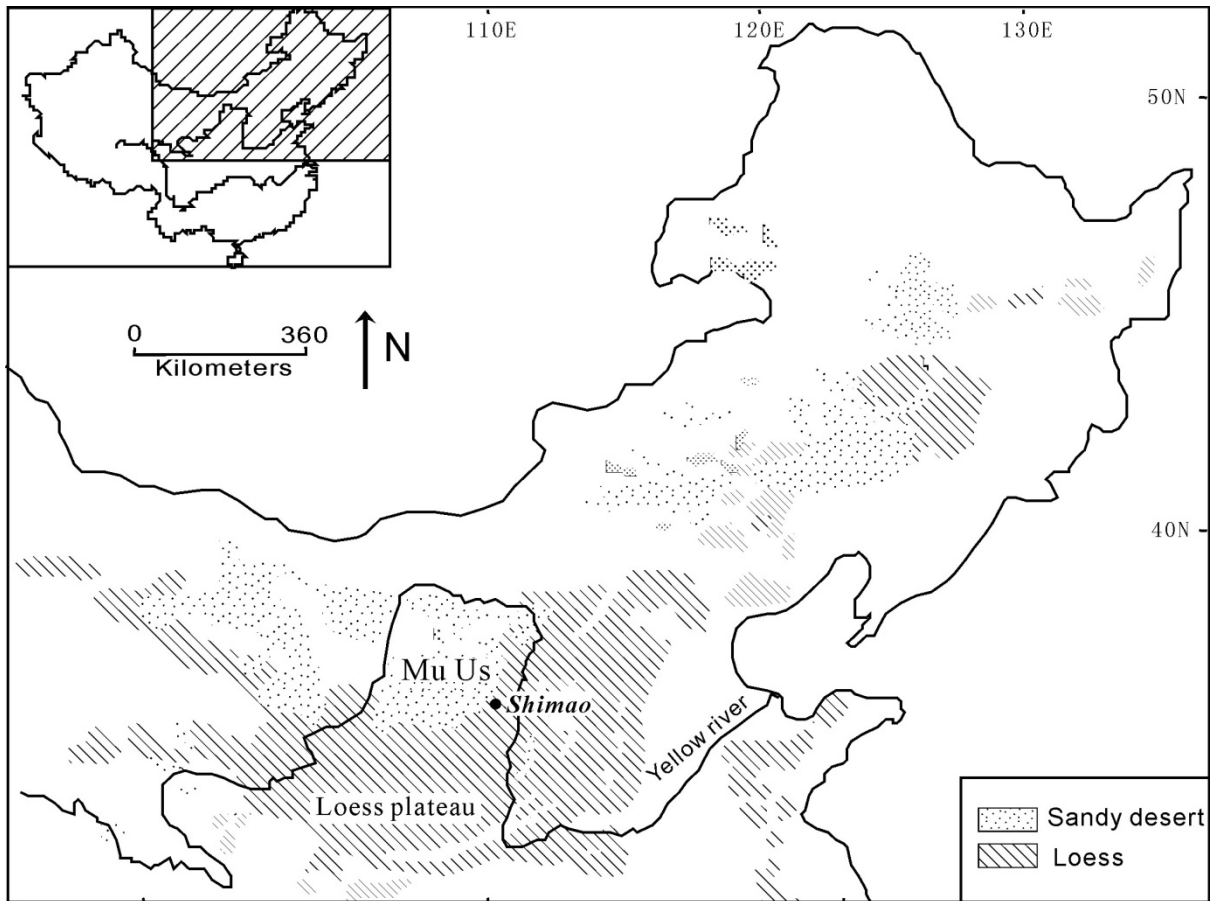 110E
120E
130E
50N
0 360
Kilometers
N
40N
Mu Us
Shimao
Yellow river
Loess plateau
Sandy desert
Loess